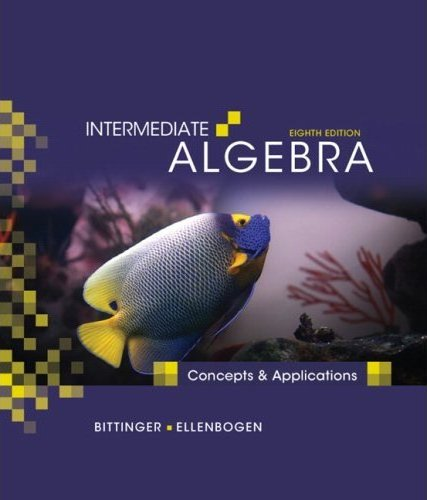 INTERMEDIATE
EIGHTH EDITION
ALGEBRA
Concepts & Applications
BITTINGER ▪ ELLENBOGEN